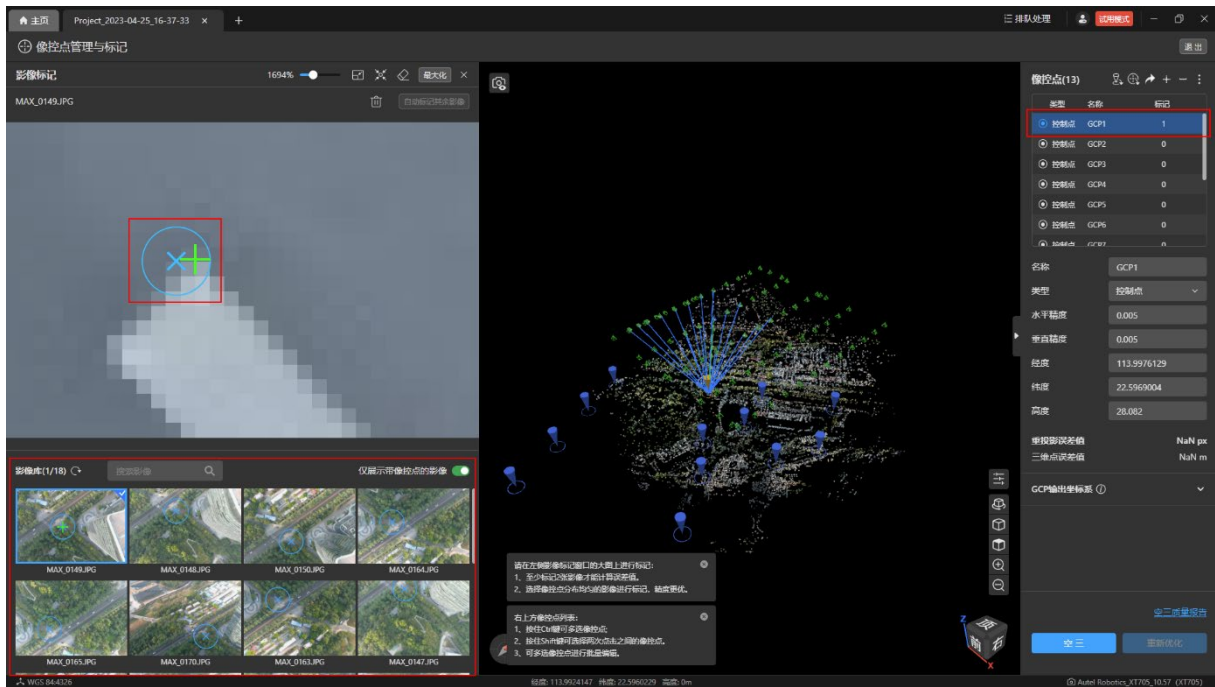 主页
Project_2023-04-25_16-37-33 × +
排队处理
试用模式
像控点管理与标记
退出
影像标记
1694%
最大化
MAX_0149.JPG
自动标记其余影像
影像库(1/18)
搜索影像
仅展示带像控点的影像
MAX_0149.JPG
MAX_0148.JPG
MAX_0150.JPG
MAX_0164.JPG
MAX_0165.JPG
MAX_0170.JPG
MAX_0163.JPG
MAX_0147.JPG
请在左侧影像标记窗口的大图上进行标记:
1、至少标记2张影像才能计算误差值。
2、选择像控点分布均匀的影像进行标记，精度更优。
右上方像控点列表:
1、按住Ctrl键可多选像控点;
2、按住Shift键可选择两次点击之间的像控点。
3、可多选像控点进行批量编辑。
Z
前
右
X
像控点(13)
类型 名称 标记
控制点 GCP1 1
控制点 GCP2 0
控制点 GCP3 0
控制点 GCP4 0
控制点 GCP5 0
控制点 GCP6 0
控制点 GCP7 0
名称 GCP1
类型 控制点
水平精度 0.005
垂直精度 0.005
经度 113.9976129
纬度 22.5969004
高度 28.082
重投影误差值 NaN px
三维点误差值 NaN m
GCP输出坐标系
空三质量报告
空三
重新优化
WGS 84:4326
经度: 113.9924147 纬度: 22.5960229 高度: 0m
Autel Robotics_XT705_10.57 (XT705)